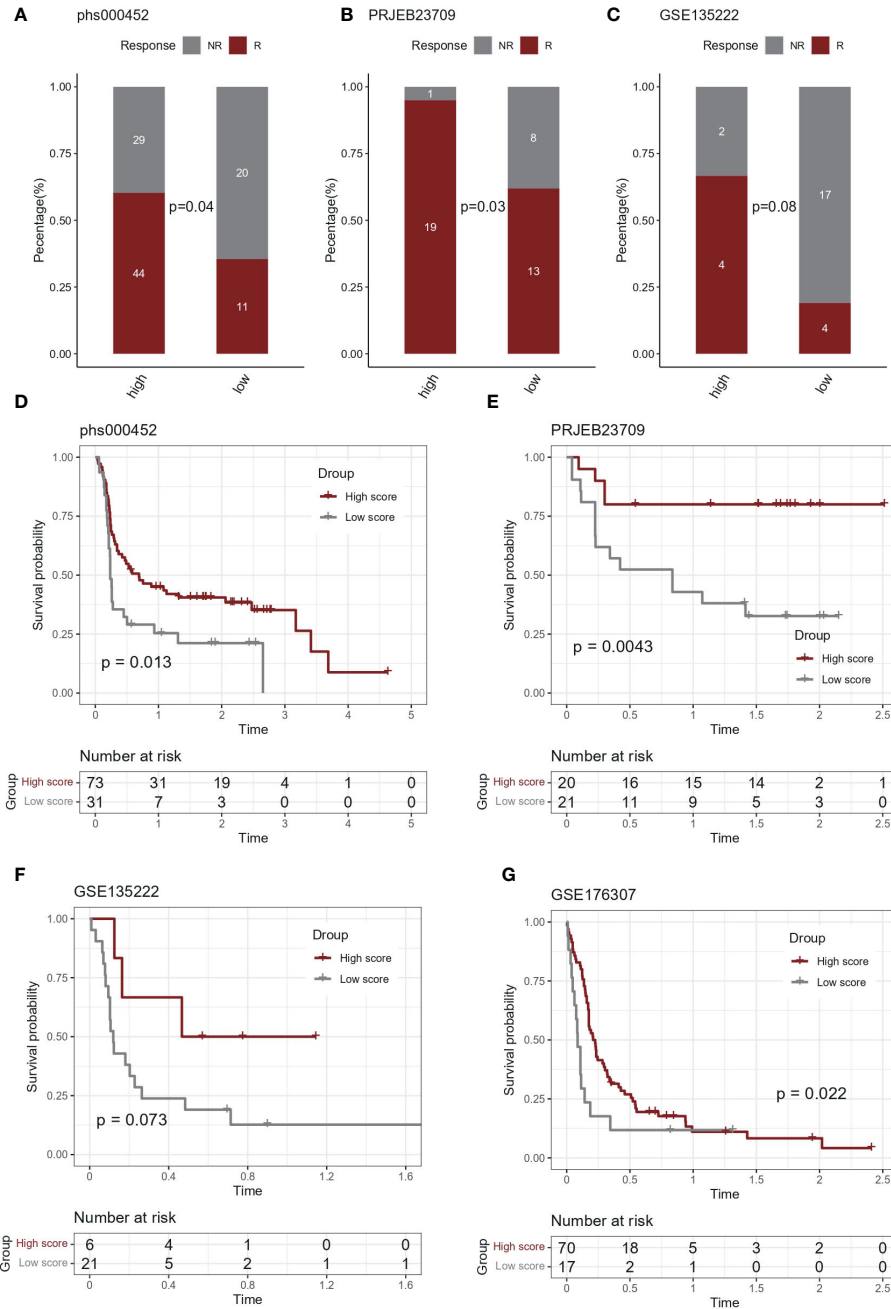 A
phs000452
Response NR R
Pecentage(%)
1.00
0.75
0.50
0.25
0.00
29
44
20
11
p=0.04
high
low
B
PRJEB23709
Response NR R
Pecentage(%)
1.00
0.75
0.50
0.25
0.00
1
19
8
13
p=0.03
high
low
C
GSE135222
Response NR R
Pecentage(%)
1.00
0.75
0.50
0.25
0.00
2
4
17
4
p=0.08
high
low
D
phs000452
Survival probability
1.00
0.75
0.50
0.25
0.00
Droup
High score
Low score
p = 0.013
0 1 2 3 4 5
Time
Number at risk
Group
High score 73 31 19 4 1 0
Low score 31 7 3 0 0 0
0 1 2 3 4 5
Time
E
PRJEB23709
Survival probability
1.00
0.75
0.50
0.25
0.00
Droup
High score
Low score
p = 0.0043
0 0.5 1 1.5 2 2.5
Time
Number at risk
Group
High score 20 16 15 14 2 1
Low score 21 11 9 5 3 0
0 0.5 1 1.5 2 2.5
Time
F
GSE135222
Survival probability
1.00
0.75
0.50
0.25
0.00
Droup
High score
Low score
p = 0.073
0 0.4 0.8 1.2 1.6
Time
Number at risk
Group
High score 6 4 1 0 0
Low score 21 5 2 1 1
0 0.4 0.8 1.2 1.6
Time
G
GSE176307
Survival probability
1.00
0.75
0.50
0.25
0.00
Droup
High score
Low score
p = 0.022
0 0.5 1 1.5 2 2.5
Time
Number at risk
Group
High score 70 18 5 3 2 0
Low score 17 2 1 0 0 0
0 0.5 1 1.5 2 2.5
Time